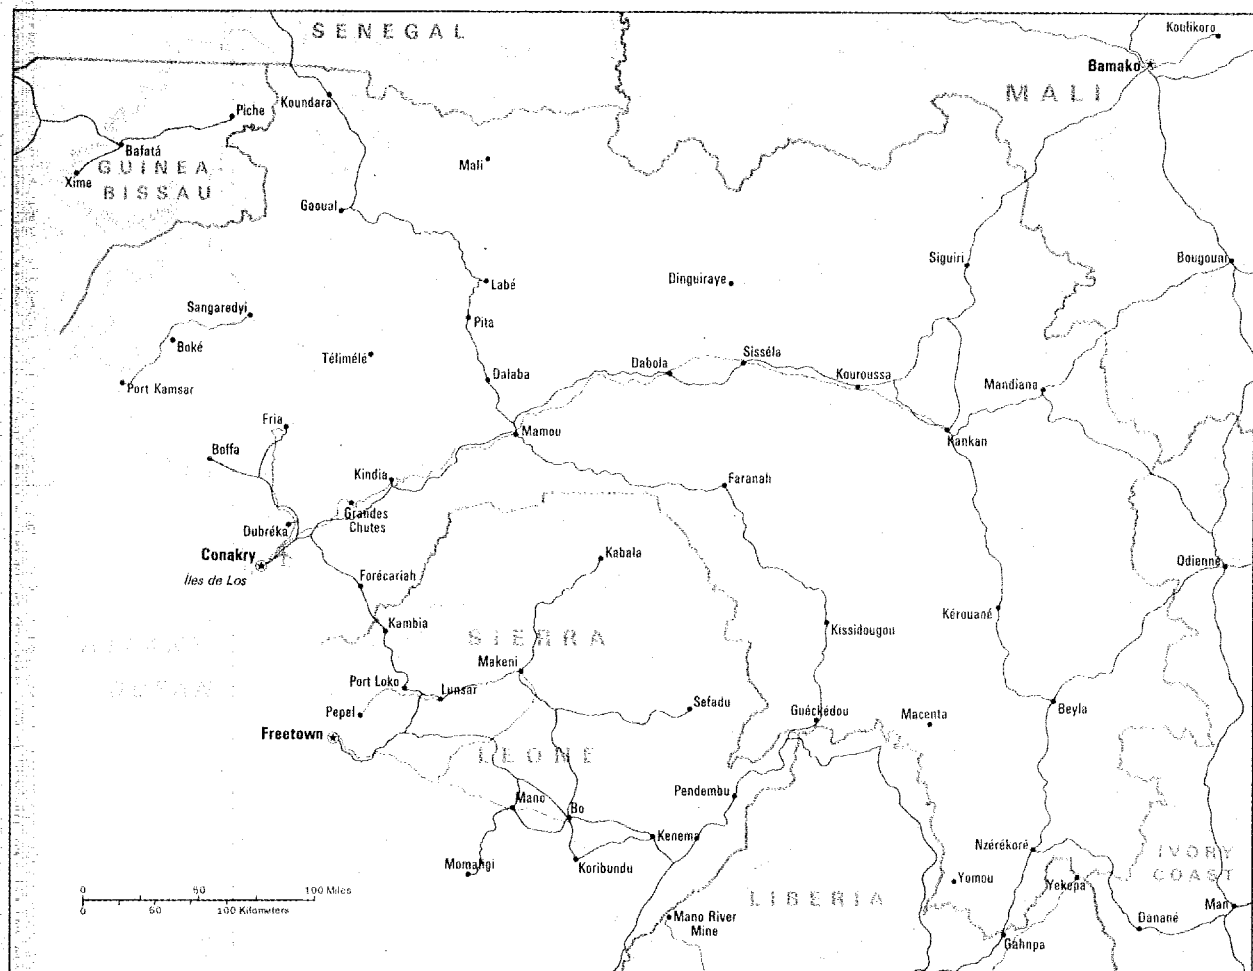 SENEGAL
Koulikoro
Bamako
MALI
Koundara
Piche
Bafatá
Xime
GUINEA
BISSAU
Mali
Gaoual
Siguiri
Bougouni
Labé
Dinguiraye
Sangaredyi
Pita
Boké
Télimélé
Dabola
Sisséla
Kouroussa
Mandiana
Port Kamsar
Dalaba
Fria
Mamou
Kankan
Boffa
Kindia
Faranah
Grandes
Chutes
Dubréka
Conakry
Îles de Los
Kabala
Odienné
Forécariah
Kérouané
Kambia
SIERRA
Kissidougou
Makeni
Port Loko
Lunsar
Sefadu
Pepel
Guéckédou
Macenta
Beyla
Freetown
LEONE
Pendembu
Mano
Bo
Kenema
Nzérékoré
Momaligi
Koribundu
IVORY
COAST
Yomou
Yekepa
LIBERIA
Man
0 50 100 Miles
0 50 100 Kilometers
Mano River
Mine
Danané
Gahnpa